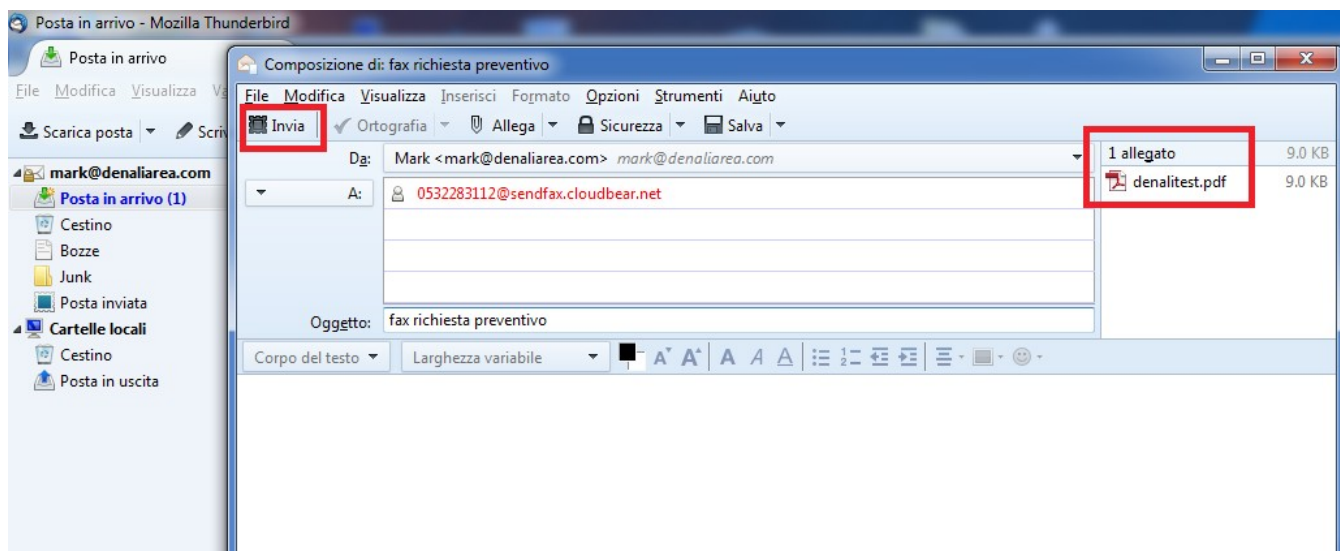 Posta in arrivo - Mozilla Thunderbird
Posta in arrivo
File Modifica Visualizza
Scarica posta
mark@denaliarea.com
Posta in arrivo (1)
Cestino
Bozze
Junk
Posta inviata
Cartelle locali
Cestino
Posta in uscita
Composizione di: fax richiesta preventivo
File Modifica Visualizza Inserisci Formato Opzioni Strumenti Aiuto
Invia Ortografia Allega Sicurezza Salva
Da: Mark <mark@denaliarea.com> mark@denaliarea.com
A: 0532283112@sendfax.cloudbear.net
Oggetto: fax richiesta preventivo
1 allegato 9.0 KB
denalitest.pdf 9.0 KB
Corpo del testo Larghezza variabile